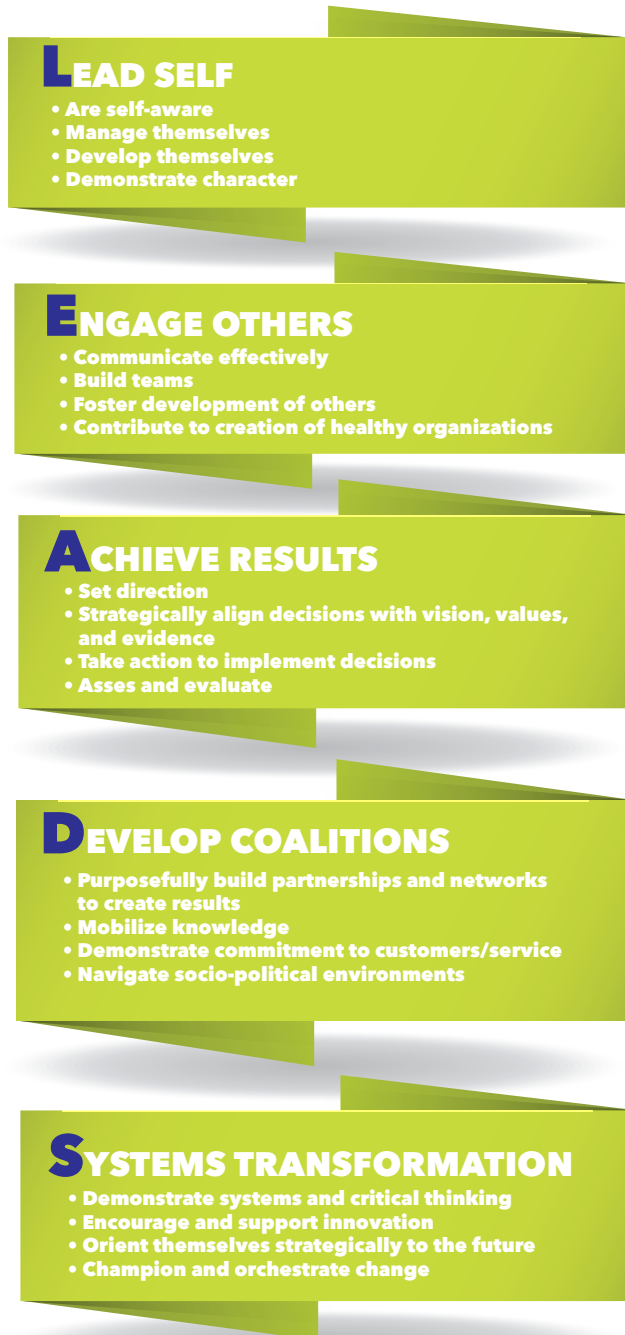 LEAD SELF
• Are self-aware
• Manage themselves
• Develop themselves
• Demonstrate character
ENGAGE OTHERS
• Communicate effectively
• Build teams
• Foster development of others
• Contribute to creation of healthy organizations
ACHIEVE RESULTS
• Set direction
• Strategically align decisions with vision, values,
and evidence
• Take action to implement decisions
• Asses and evaluate
DEVELOP COALITIONS
• Purposefully build partnerships and networks
to create results
• Mobilize knowledge
• Demonstrate commitment to customers/service
• Navigate socio-political environments
SYSTEMS TRANSFORMATION
• Demonstrate systems and critical thinking
• Encourage and support innovation
• Orient themselves strategically to the future
• Champion and orchestrate change